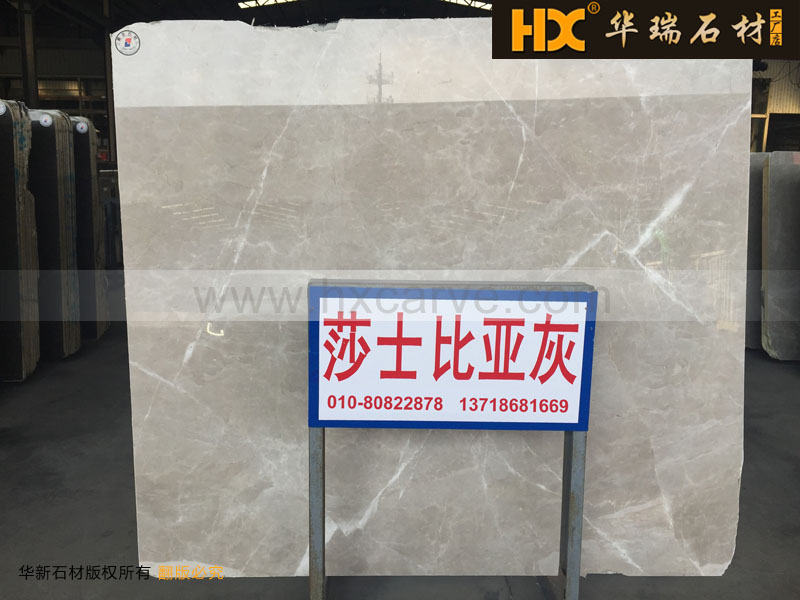 HX® 华瑞石材 工厂店
www.hxcarve.com
莎士比亚灰
010-80822878 13718681669
华新石材版权所有 翻版必究